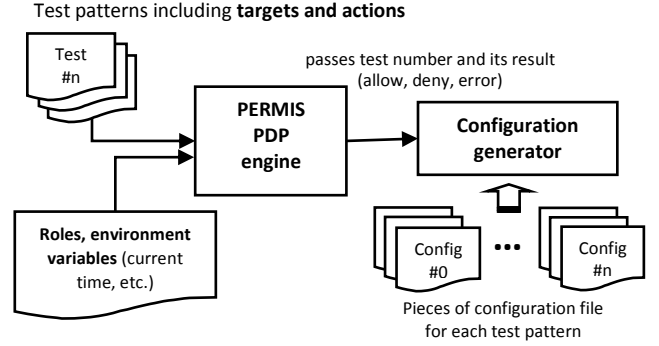 Test patterns including targets and actions
Test
#n
passes test number and its result
(allow, deny, error)
PERMIS
PDP
engine
Configuration
generator
Roles, environment
variables (current
time, etc.)
Config
#0
•••
Config
#n
Pieces of configuration file
for each test pattern